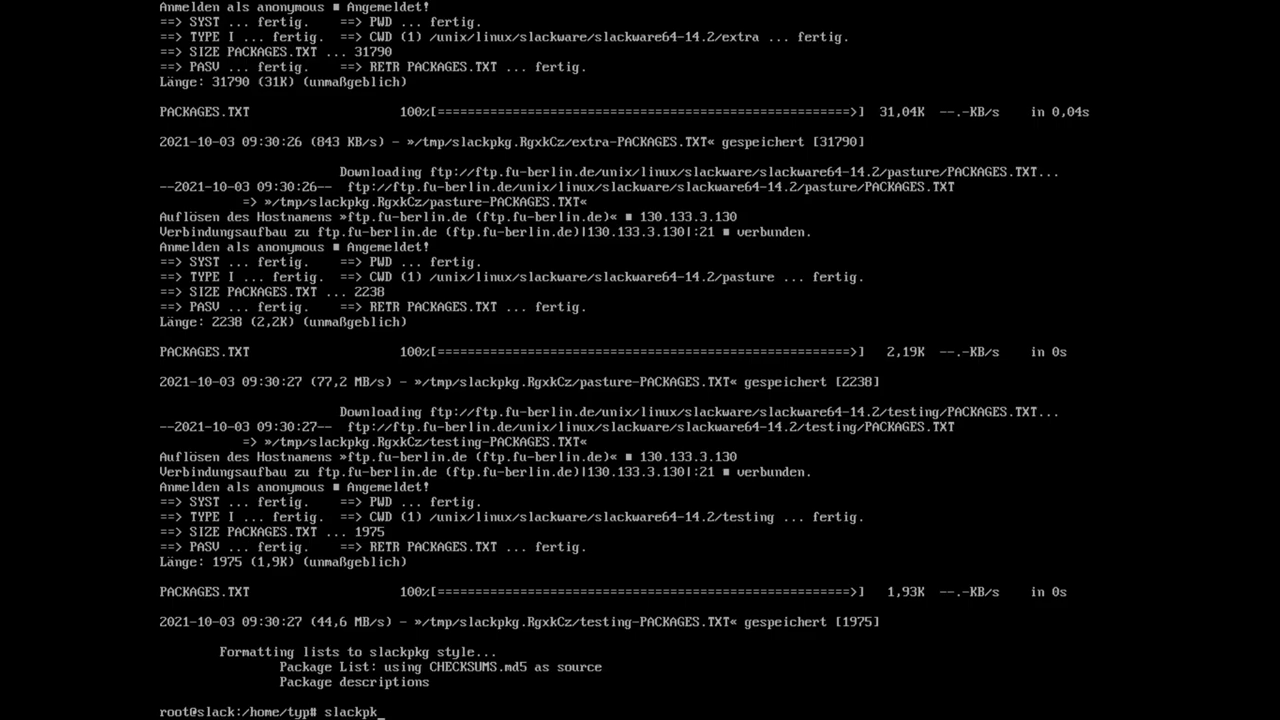 Anmelden als anonymous ■ Angemeldet!
==> SYST ... fertig.    ==> PWD ... fertig.
==> TYPE I ... fertig.  ==> CWD (1) /unix/linux/slackware/slackware64-14.2/extra ... fertig.
==> SIZE PACKAGES.TXT ... 31790
==> PASV ... fertig.    ==> RETR PACKAGES.TXT ... fertig.
Länge: 31790 (31K) (unmaßgeblich)
PACKAGES.TXT                    100%[=======================================================>]  31,04K  --.-KB/s    in 0,04s
2021-10-03 09:30:26 (843 KB/s) - »/tmp/slackpkg.RgxkCz/extra-PACKAGES.TXT« gespeichert [31790]
Downloading ftp://ftp.fu-berlin.de/unix/linux/slackware/slackware64-14.2/pasture/PACKAGES.TXT...
--2021-10-03 09:30:26--  ftp://ftp.fu-berlin.de/unix/linux/slackware/slackware64-14.2/pasture/PACKAGES.TXT
=> »/tmp/slackpkg.RgxkCz/pasture-PACKAGES.TXT«
Auflösen des Hostnamens »ftp.fu-berlin.de (ftp.fu-berlin.de)« ■ 130.133.3.130
Verbindungsaufbau zu ftp.fu-berlin.de (ftp.fu-berlin.de)|130.133.3.130|:21 ■ verbunden.
Anmelden als anonymous ■ Angemeldet!
==> SYST ... fertig.    ==> PWD ... fertig.
==> TYPE I ... fertig.  ==> CWD (1) /unix/linux/slackware/slackware64-14.2/pasture ... fertig.
==> SIZE PACKAGES.TXT ... 2238
==> PASV ... fertig.    ==> RETR PACKAGES.TXT ... fertig.
Länge: 2238 (2,2K) (unmaßgeblich)
PACKAGES.TXT                    100%[=======================================================>]   2,19K  --.-KB/s    in 0s
2021-10-03 09:30:27 (77,2 MB/s) - »/tmp/slackpkg.RgxkCz/pasture-PACKAGES.TXT« gespeichert [2238]
Downloading ftp://ftp.fu-berlin.de/unix/linux/slackware/slackware64-14.2/testing/PACKAGES.TXT...
--2021-10-03 09:30:27--  ftp://ftp.fu-berlin.de/unix/linux/slackware/slackware64-14.2/testing/PACKAGES.TXT
=> »/tmp/slackpkg.RgxkCz/testing-PACKAGES.TXT«
Auflösen des Hostnamens »ftp.fu-berlin.de (ftp.fu-berlin.de)« ■ 130.133.3.130
Verbindungsaufbau zu ftp.fu-berlin.de (ftp.fu-berlin.de)|130.133.3.130|:21 ■ verbunden.
Anmelden als anonymous ■ Angemeldet!
==> SYST ... fertig.    ==> PWD ... fertig.
==> TYPE I ... fertig.  ==> CWD (1) /unix/linux/slackware/slackware64-14.2/testing ... fertig.
==> SIZE PACKAGES.TXT ... 1975
==> PASV ... fertig.    ==> RETR PACKAGES.TXT ... fertig.
Länge: 1975 (1,9K) (unmaßgeblich)
PACKAGES.TXT                    100%[=======================================================>]   1,93K  --.-KB/s    in 0s
2021-10-03 09:30:27 (44,6 MB/s) - »/tmp/slackpkg.RgxkCz/testing-PACKAGES.TXT« gespeichert [1975]
Formatting lists to slackpkg style...
Package List: using CHECKSUMS.md5 as source
Package descriptions
root@slack:/home/typ# slackpk_